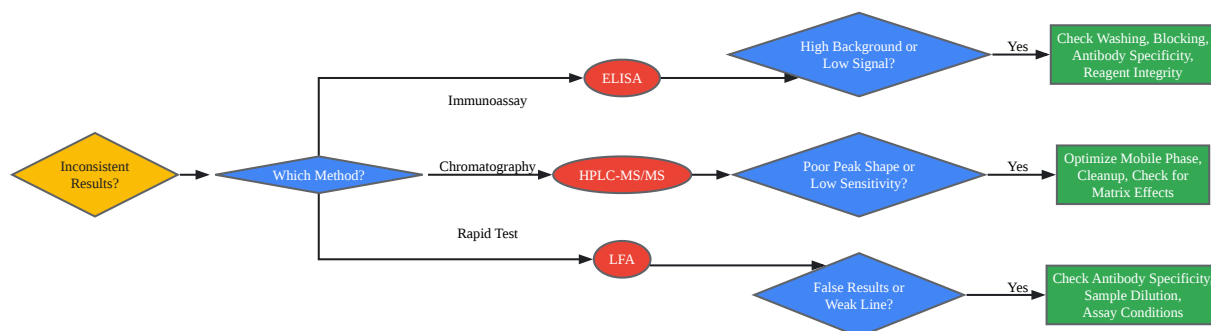 Inconsistent
Results?
Which Method?
Immunoassay
ELISA
High Background or
Low Signal?
Yes
Check Washing, Blocking,
Antibody Specificity,
Reagent Integrity
Chromatography
HPLC-MS/MS
Poor Peak Shape or
Low Sensitivity?
Yes
Optimize Mobile Phase,
Cleanup, Check for
Matrix Effects
Rapid Test
LFA
False Results or
Weak Line?
Yes
Check Antibody Specificity,
Sample Dilution,
Assay Conditions